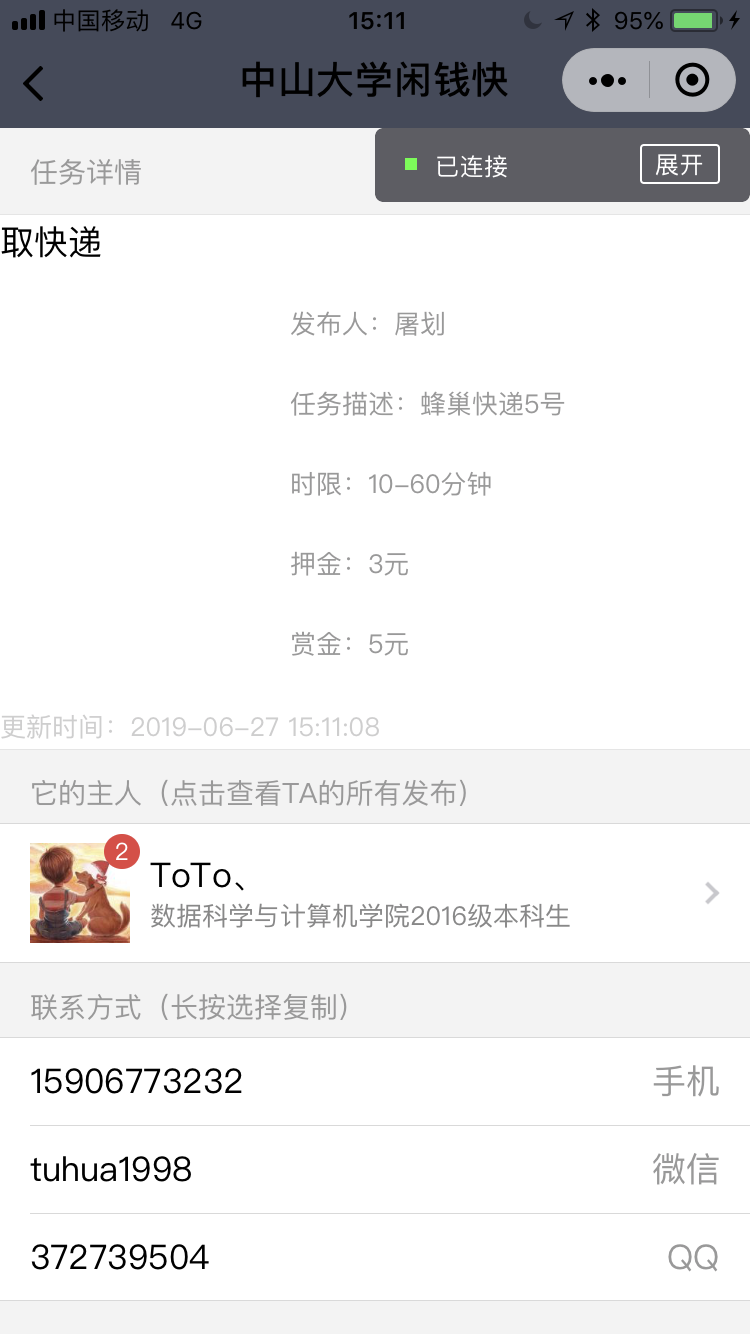 中国移动 4G 15:11 95%
中山大学闲钱快
任务详情
已连接 展开
取快递
发布人：屠划
任务描述：蜂巢快递5号
时限：10-60分钟
押金：3元
赏金：5元
更新时间：2019-06-27 15:11:08
它的主人（点击查看TA的所有发布）
2
ToTo、
数据科学与计算机学院2016级本科生
联系方式（长按选择复制）
15906773232 手机
tuhua1998 微信
372739504 QQ